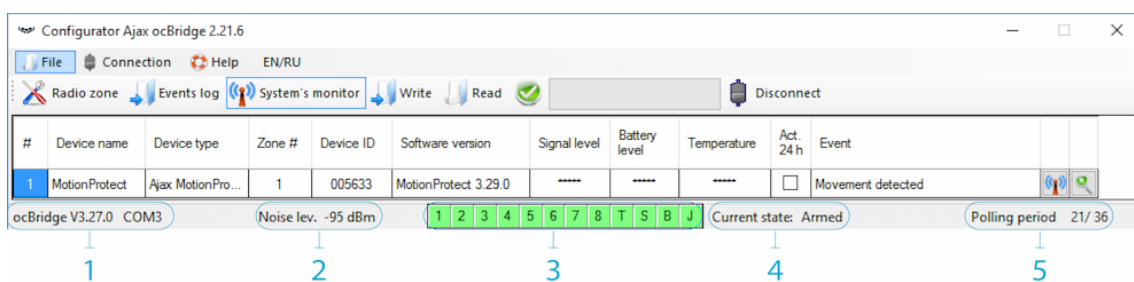 Configurator Ajax ocBridge 2.21.6
File Connection Help EN/RU
Radio zone Events log System's monitor Write Read Disconnect
# Device name Device type Zone # Device ID Software version Signal level Battery level Temperature Act. 24 h Event
1 MotionProtect Ajax MotionPro... 1 005633 MotionProtect 3.29.0 ----- ----- ----- Movement detected
ocBridge V3.27.0 COM3 Noise lev. -95 dBm 1 2 3 4 5 6 7 8 T S B J Current state: Armed Polling period 21/ 36
1 2 3 4 5